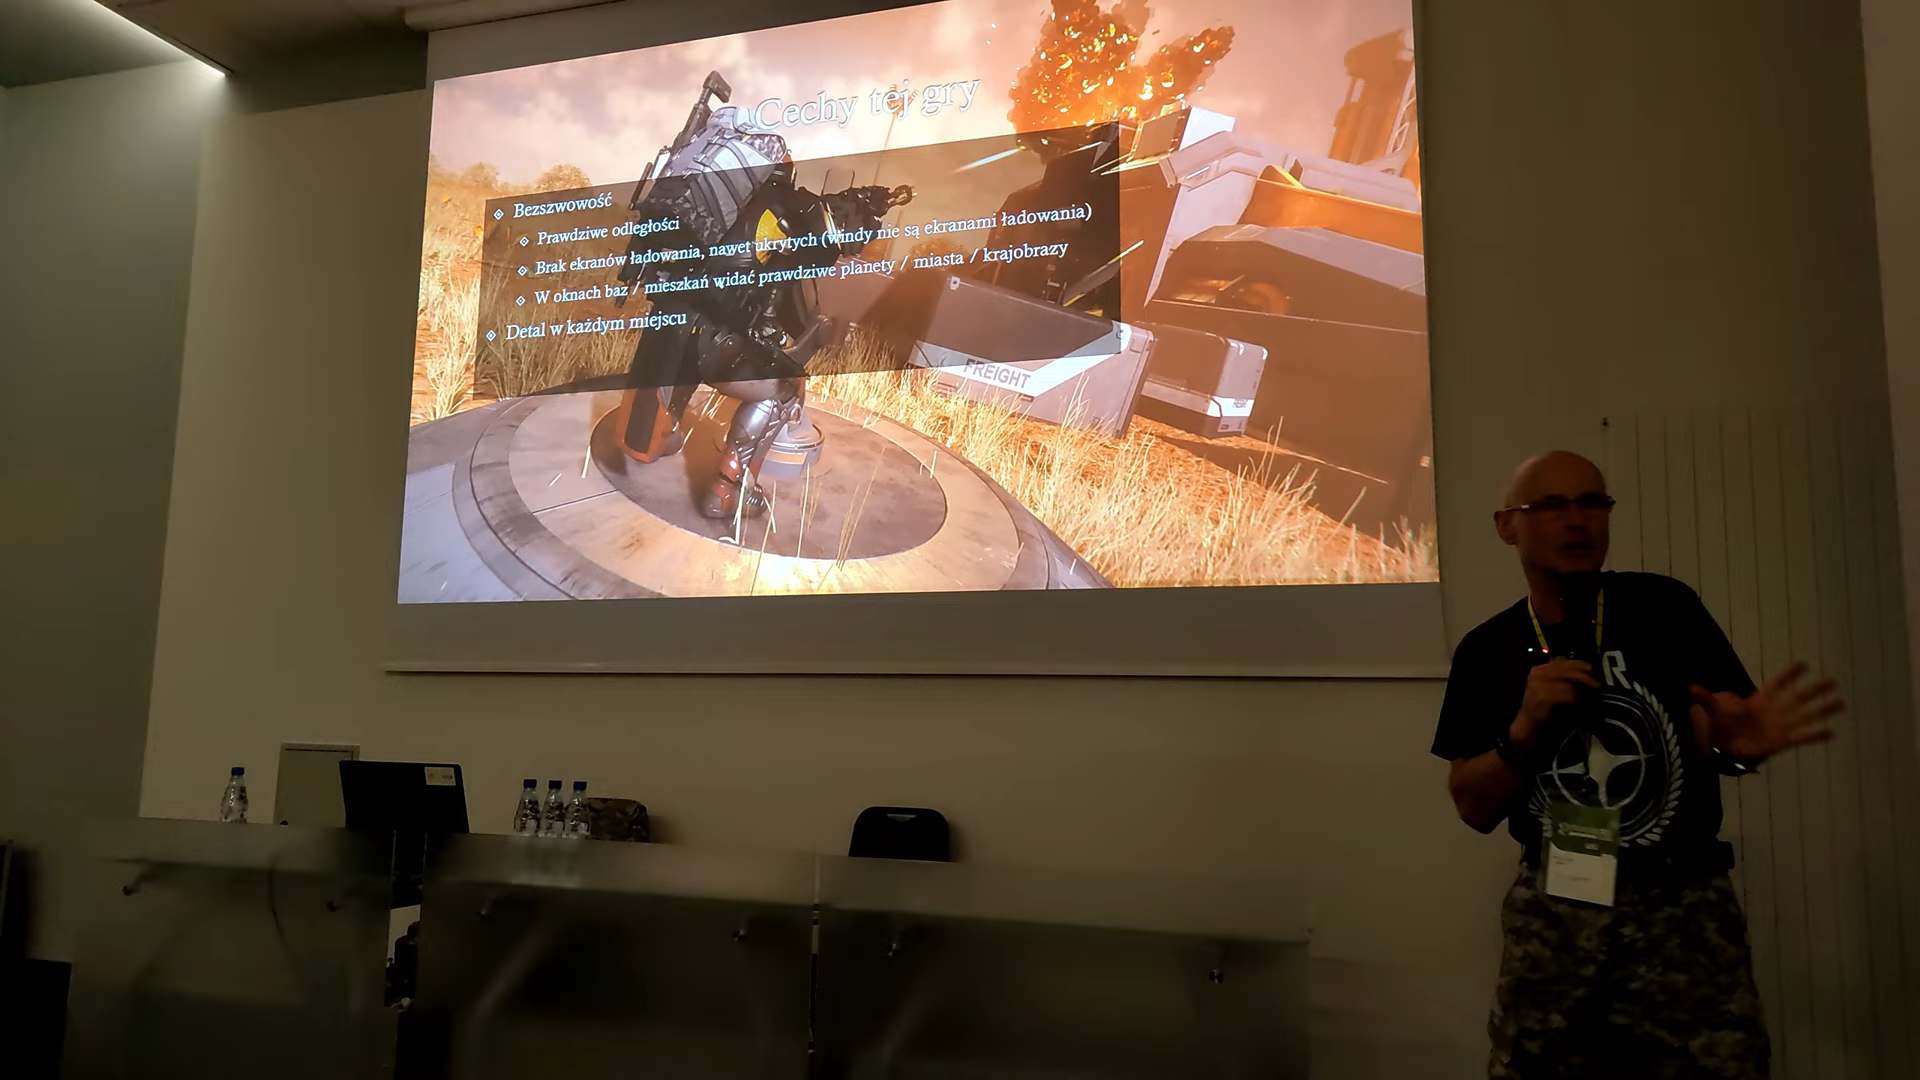 Cechy tej gry
Bezszwowość
Prawdziwe odległości
Brak ekranów ładowania, nawet ukrytych (windy nie są ekranami ładowania)
W oknach baz / mieszkań widać prawdziwe planety / miasta / krajobrazy
Detal w każdym miejscu
FREIGHT
R